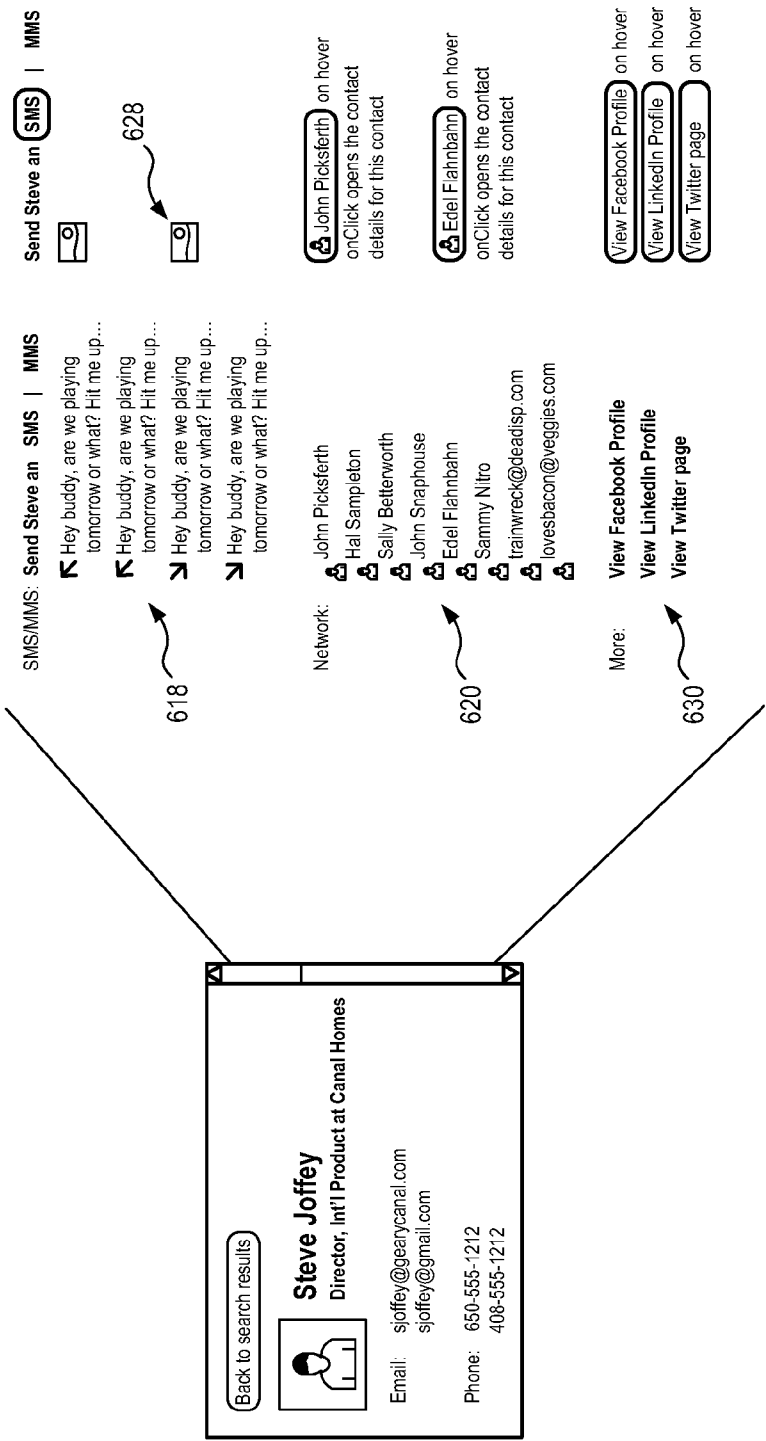 Back to search results
Steve Joffey
Director, Int'l Product at Canal Homes
Email: sjoffey@gearycanal.com
sjoffey@gmail.com
Phone: 650-555-1212
408-555-1212
SMS/MMS: Send Steve an SMS | MMS
Hey buddy, are we playing
tomorrow or what? Hit me up...
Hey buddy, are we playing
tomorrow or what? Hit me up...
Hey buddy, are we playing
tomorrow or what? Hit me up...
Hey buddy, are we playing
tomorrow or what? Hit me up...
618
Network: John Picksferth
Hal Sampleton
Sally Betterworth
John Snaphouse
Edel Flahnbahn
Sammy Nitro
trainwreck@deadisp.com
lovesbacon@veggies.com
620
More: View Facebook Profile
View LinkedIn Profile
View Twitter page
630
Send Steve an SMS | MMS
628
John Picksferth on hover
onClick opens the contact
details for this contact
Edel Flahnbahn on hover
onClick opens the contact
details for this contact
View Facebook Profile on hover
View LinkedIn Profile on hover
View Twitter page on hover